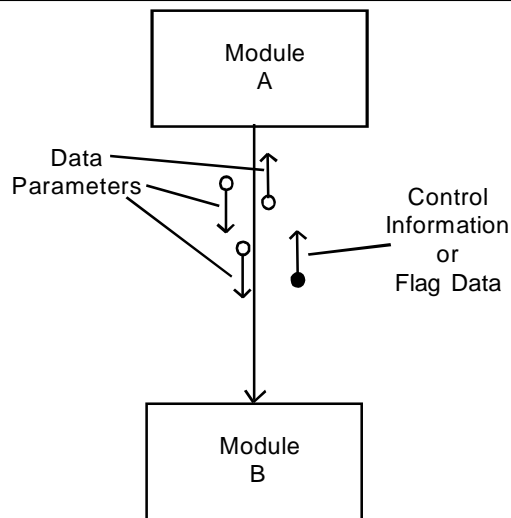 Module
A
Data
Parameters
Control
Information
or
Flag Data
Module
B